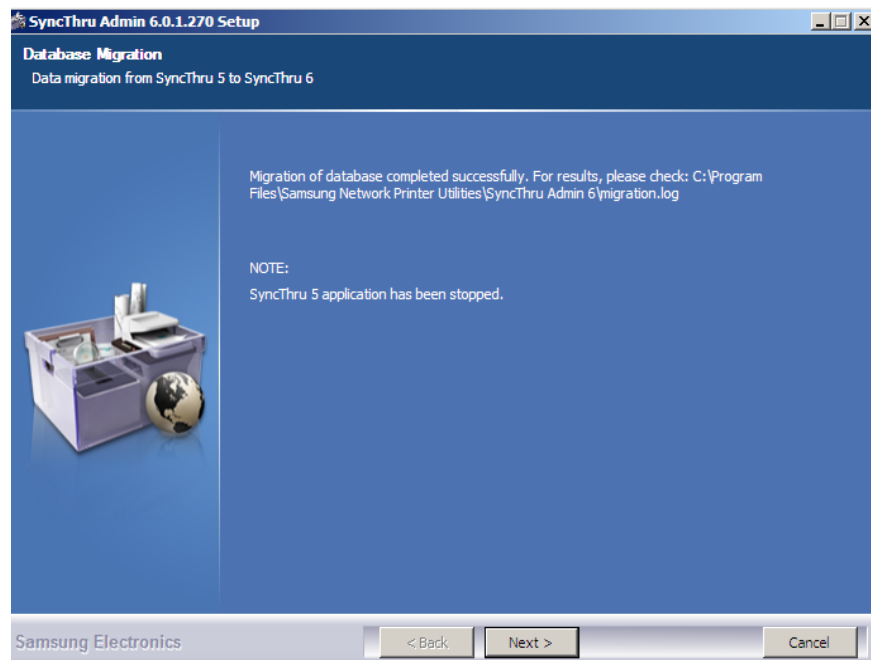 SyncThru Admin 6.0.1.270 Setup
Database Migration
Data migration from SyncThru 5 to SyncThru 6
Migration of database completed successfully. For results, please check: C:\Program
Files\Samsung Network Printer Utilities\SyncThru Admin 6\migration.log
NOTE:
SyncThru 5 application has been stopped.
Samsung Electronics
< Back
Next >
Cancel